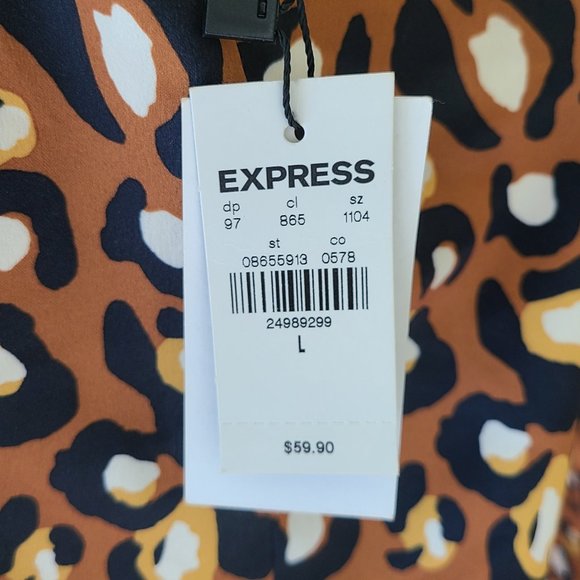 EXPRESS
dp cl sz
97 865 1104
st co
08655913 0578
24989299
L
$59.90